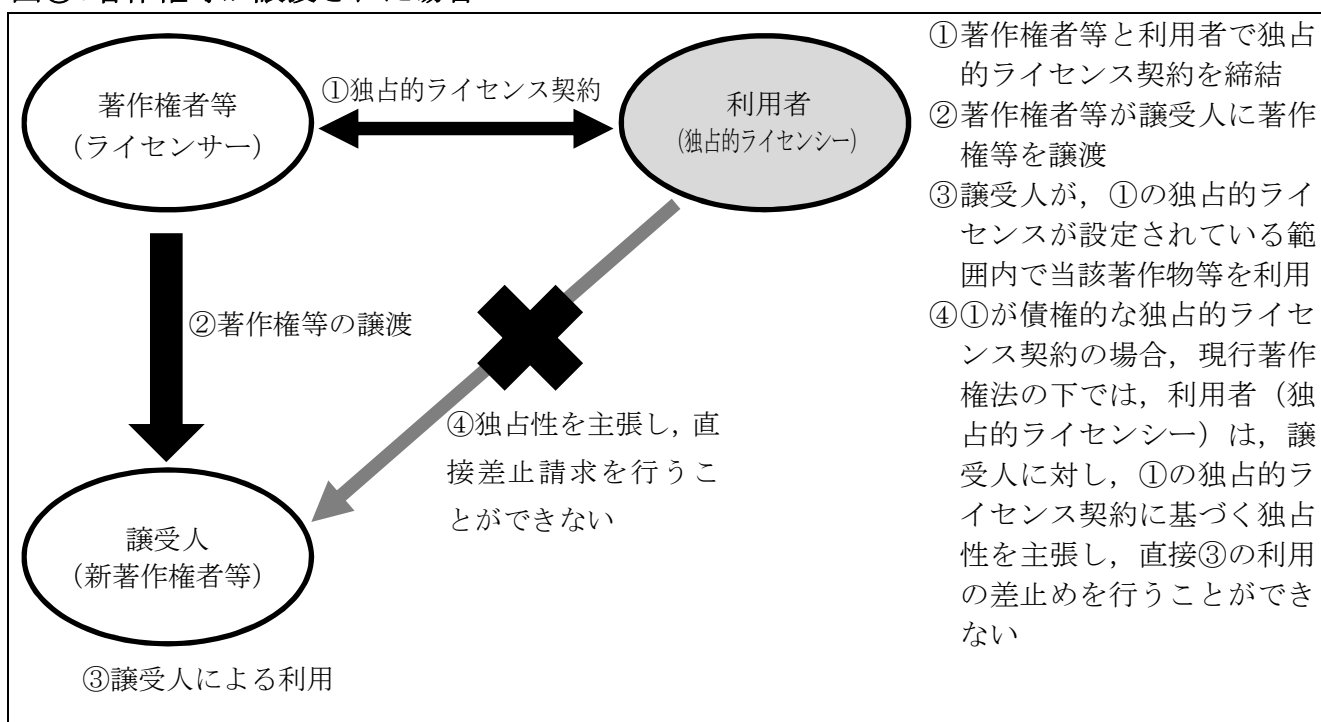 著作権者等
（ライセンサー）
①独占的ライセンス契約
利用者
（独占的ライセンシー）
②著作権等の譲渡
④独占性を主張し，直
接差止請求を行うこ
とができない
譲受人
（新著作権者等）
③譲受人による利用
①著作権者等と利用者で独占
的ライセンス契約を締結
②著作権者等が譲受人に著作
権等を譲渡
③譲受人が，①の独占的ライ
センスが設定されている範
囲内で当該著作物等を利用
④①が債権的な独占的ライセ
ンス契約の場合，現行著作
権法の下では，利用者（独
占的ライセンシー）は，譲
受人に対し，①の独占的ラ
イセンス契約に基づく独占
性を主張し，直接③の利用
の差止めを行うことができ
ない